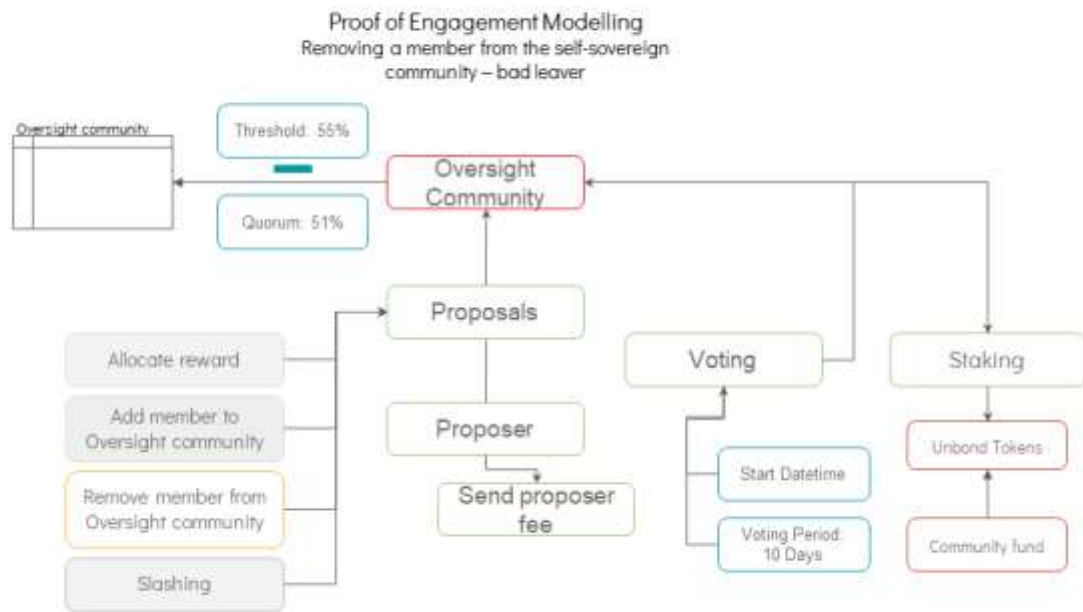 Proof of Engagement Modelling
Removing a member from the self-sovereign
community – bad leaver
Oversight community
Threshold: 55%
Oversight
Community
Quorum: 51%
Proposals
Allocate reward
Voting
Staking
Add member to
Oversight community
Proposer
Unbond Tokens
Start Datetime
Remove member from
Oversight community
Send proposer
fee
Voting Period:
10 Days
Community fund
Slashing